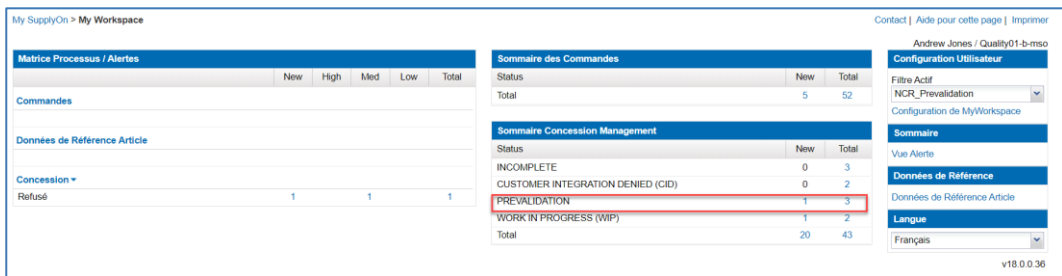 My SupplyOn > My Workspace
Contact | Aide pour cette page | Imprimer
Andrew Jones / Quality01-b-mso
Matrice Processus / Alertes
New High Med Low Total
Commandes
Données de Référence Article
Concession
Refusé 1 1 1
Sommaire des Commandes
Status New Total
Total 5 52
Sommaire Concession Management
Status New Total
INCOMPLETE 0 3
CUSTOMER INTEGRATION DENIED (CID) 0 2
PREVALIDATION 1 3
WORK IN PROGRESS (WIP) 1 2
Total 20 43
Configuration Utilisateur
Filtre Actif
NCR_Prevalidation
Configuration de MyWorkspace
Sommaire
Vue Alerte
Données de Référence
Données de Référence Article
Langue
Français
v18.0.0.36